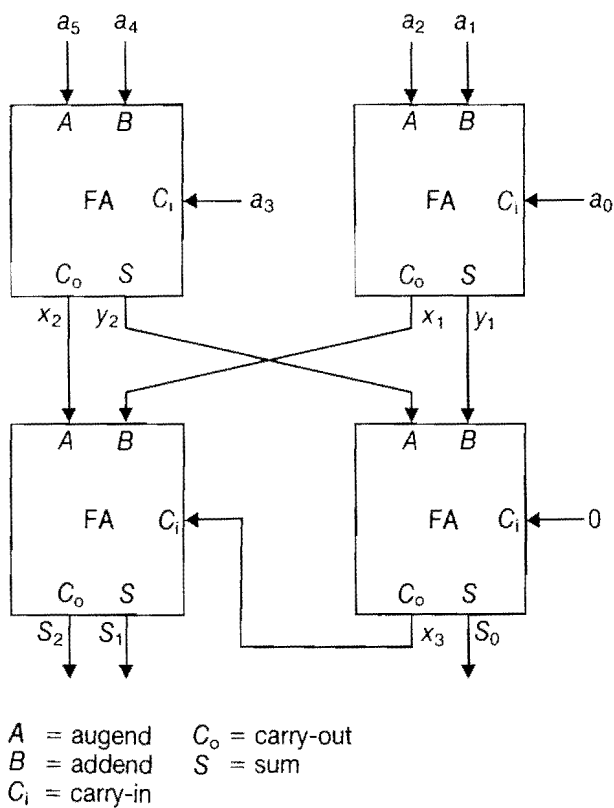 a₅ a₄ a₂ a₁
A B A B
FA Cᵢ a₃ FA Cᵢ a₀
Cₒ S Cₒ S
x₂ y₂ x₁ y₁
A B A B
FA Cᵢ FA Cᵢ 0
Cₒ S Cₒ S
S₂ S₁ x₃ S₀
A = augend Cₒ = carry-out
B = addend S = sum
Cᵢ = carry-in